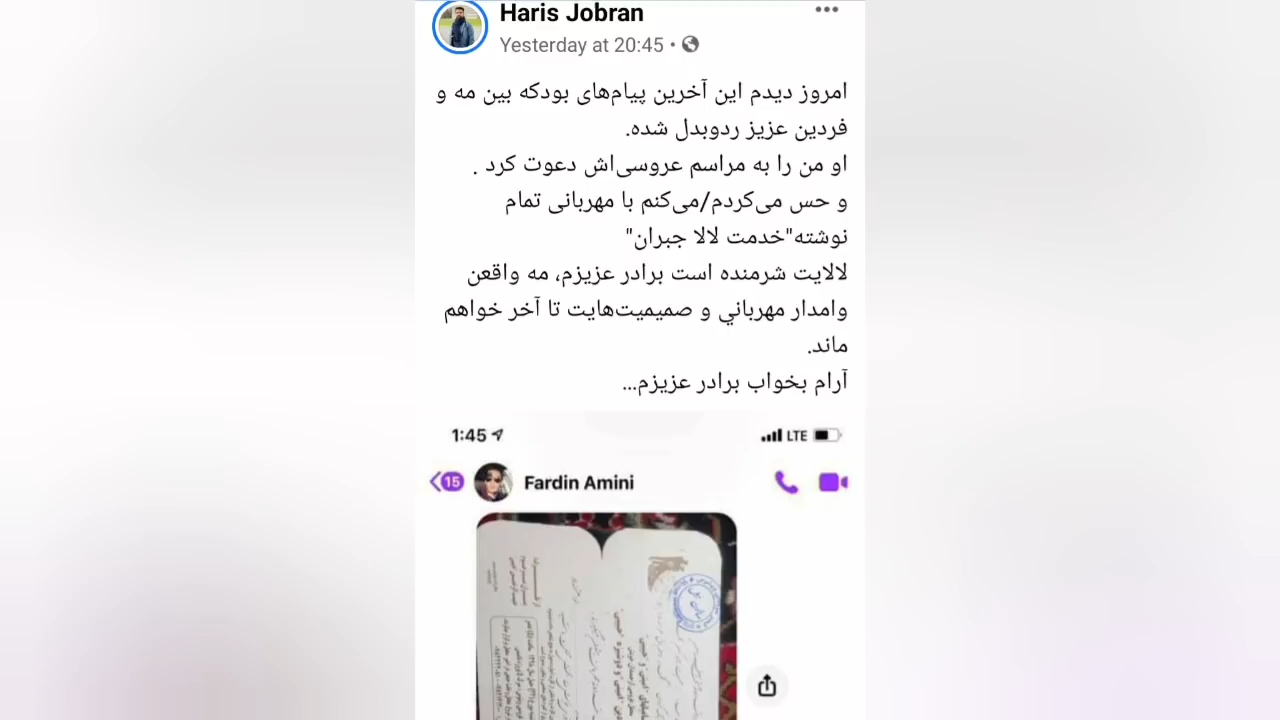 Haris Jobran
Yesterday at 20:45
امروز دیدم این آخرین پیام‌های بودکه بین مه و
فردین عزیز ردوبدل شده.
او من را به مراسم عروسی‌اش دعوت کرد .
و حس می‌کردم/می‌کنم با مهربانی تمام
نوشته"خدمت لالا جبران"
لالایت شرمنده است برادر عزیزم، مه واقعن
وامدار مهرباني و صمیمیت‌هایت تا آخر خواهم
ماند.
آرام بخواب برادر عزیزم...
1:45
LTE
15
Fardin Amini